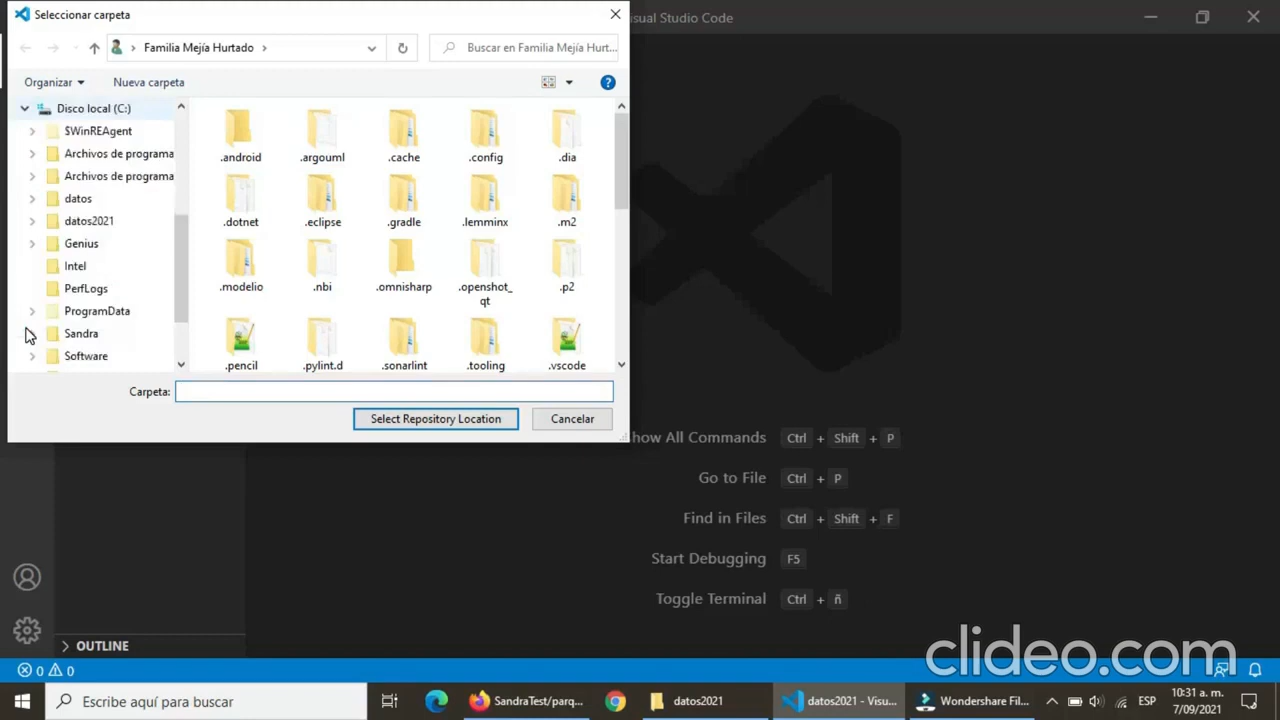 Seleccionar carpeta
isual Studio Code
Familia Mejía Hurtado
Buscar en Familia Mejía Hurt...
Organizar
Nueva carpeta
Disco local (C:)
$WinREAgent
Archivos de programa
Archivos de programa
datos
datos2021
Genius
Intel
PerfLogs
ProgramData
Sandra
Software
.android
.argouml
.cache
.config
.dia
.dotnet
.eclipse
.gradle
.lemminx
.m2
.modelio
.nbi
.omnisharp
.openshot_
qt
.p2
.pencil
.pylint.d
.sonarlint
.tooling
.vscode
Carpeta:
Select Repository Location
Cancelar
how All Commands Ctrl + Shift + P
Go to File Ctrl + P
Find in Files Ctrl + Shift + F
Start Debugging F5
Toggle Terminal Ctrl + ñ
OUTLINE
0 0
clideo.com
Escribe aquí para buscar
SandraTest/parq...
datos2021
datos2021 - Visu...
Wondershare Fil...
ESP
10:31 a. m.
7/09/2021